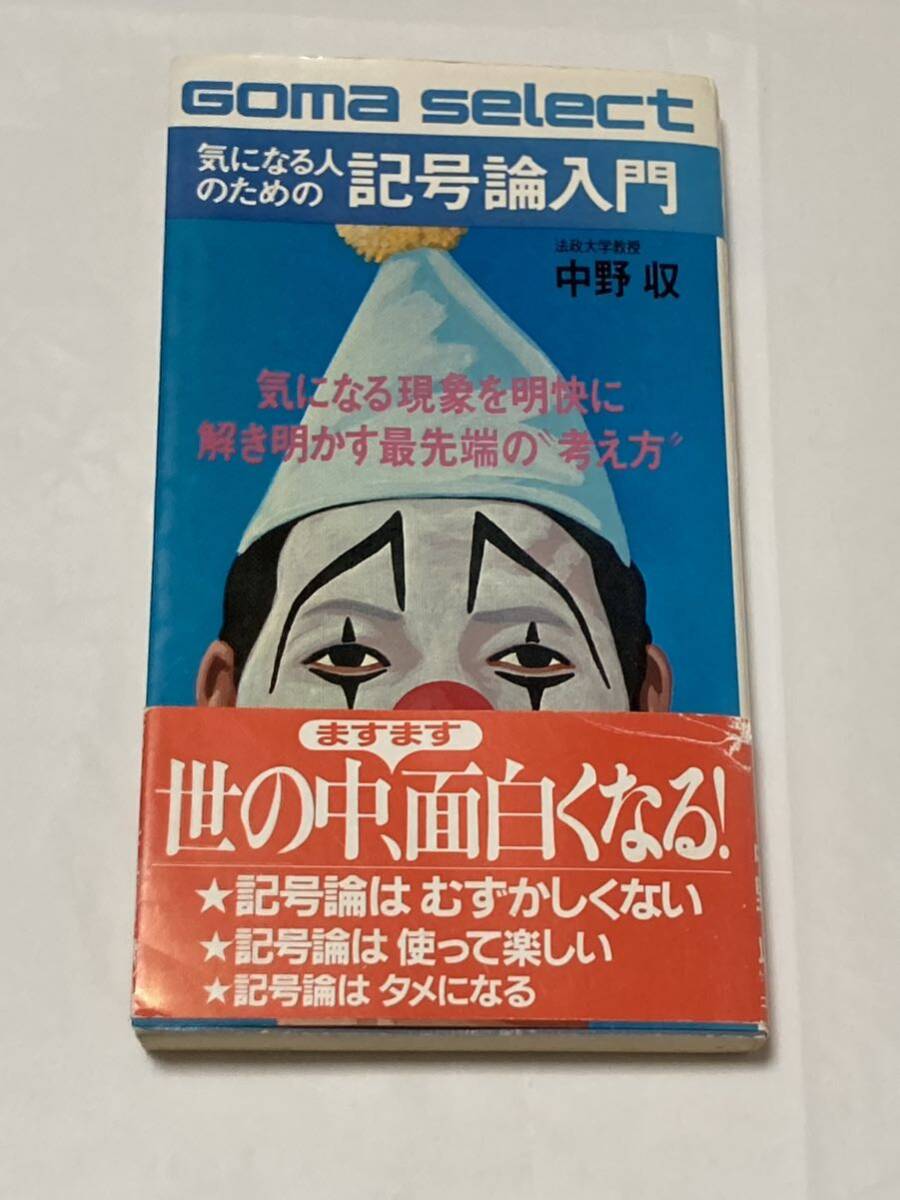 Goma select
気になる人
のための
記号論入門
法政大学教授
中野 収
気になる現象を明快に
解き明かす最先端の〝考え方〟
ますます
世の中、面白くなる!
★記号論は むずかしくない
★記号論は 使って楽しい
★記号論は タメになる